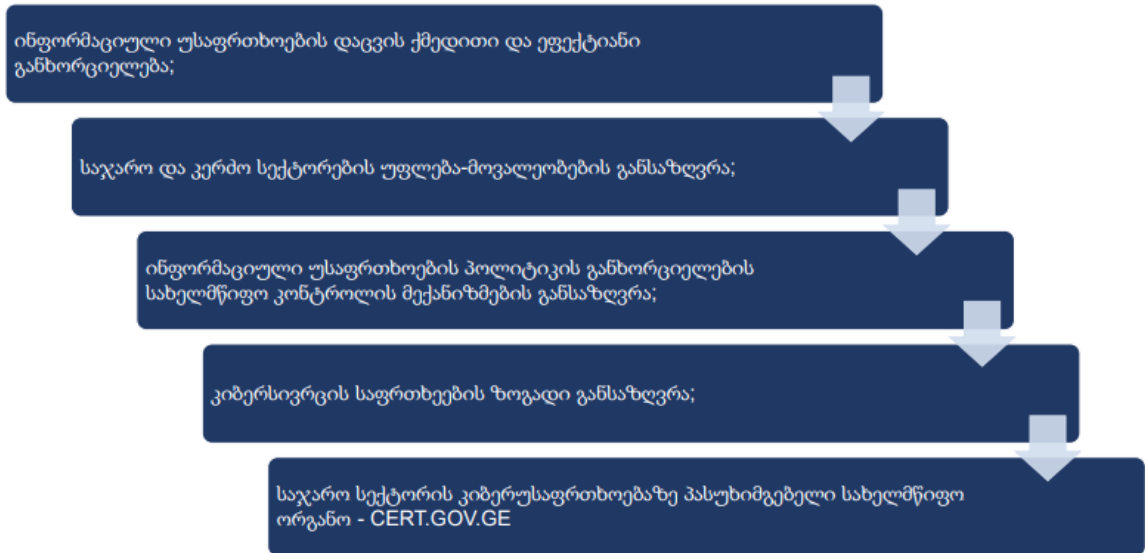 ინფორმაციული უსაფრთხოების დაცვის ქმედითი და ეფექტიანი
განხორციელება;
საჯარო და კერძო სექტორების უფლება-მოვალეობების განსაზღვრა;
ინფორმაციული უსაფრთხოების პოლიტიკის განხორციელების
სახელმწიფო კონტროლის მექანიზმების განსაზღვრა;
კიბერსივრცის საფრთხეების ზოგადი განსაზღვრა;
საჯარო სექტორის კიბერუსაფრთხოებაზე პასუხიმგებელი სახელმწიფო
ორგანო - CERT.GOV.GE